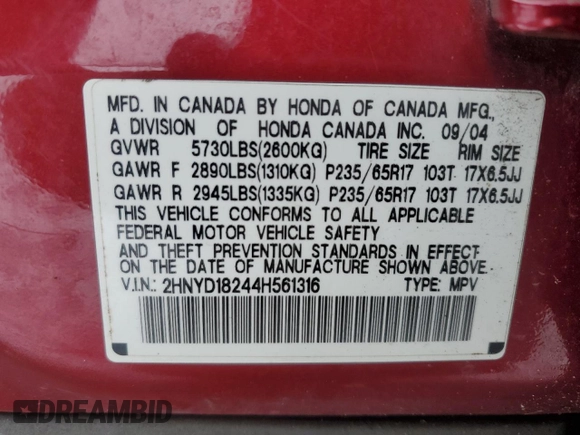 MFD. IN CANADA BY HONDA OF CANADA MFG.,
A DIVISION OF HONDA CANADA INC. 09/04
GVWR 5730LBS(2600KG) TIRE SIZE RIM SIZE
GAWR F 2890LBS(1310KG) P235/65R17 103T 17X6.5JJ
GAWR R 2945LBS(1335KG) P235/65R17 103T 17X6.5JJ
THIS VEHICLE CONFORMS TO ALL APPLICABLE
FEDERAL MOTOR VEHICLE SAFETY
AND THEFT PREVENTION STANDARDS IN EFFECT
ON THE DATE OF MANUFACTURE SHOWN ABOVE.
V.I.N.: 2HNYD18244H561316 TYPE: MPV
DREAMBID